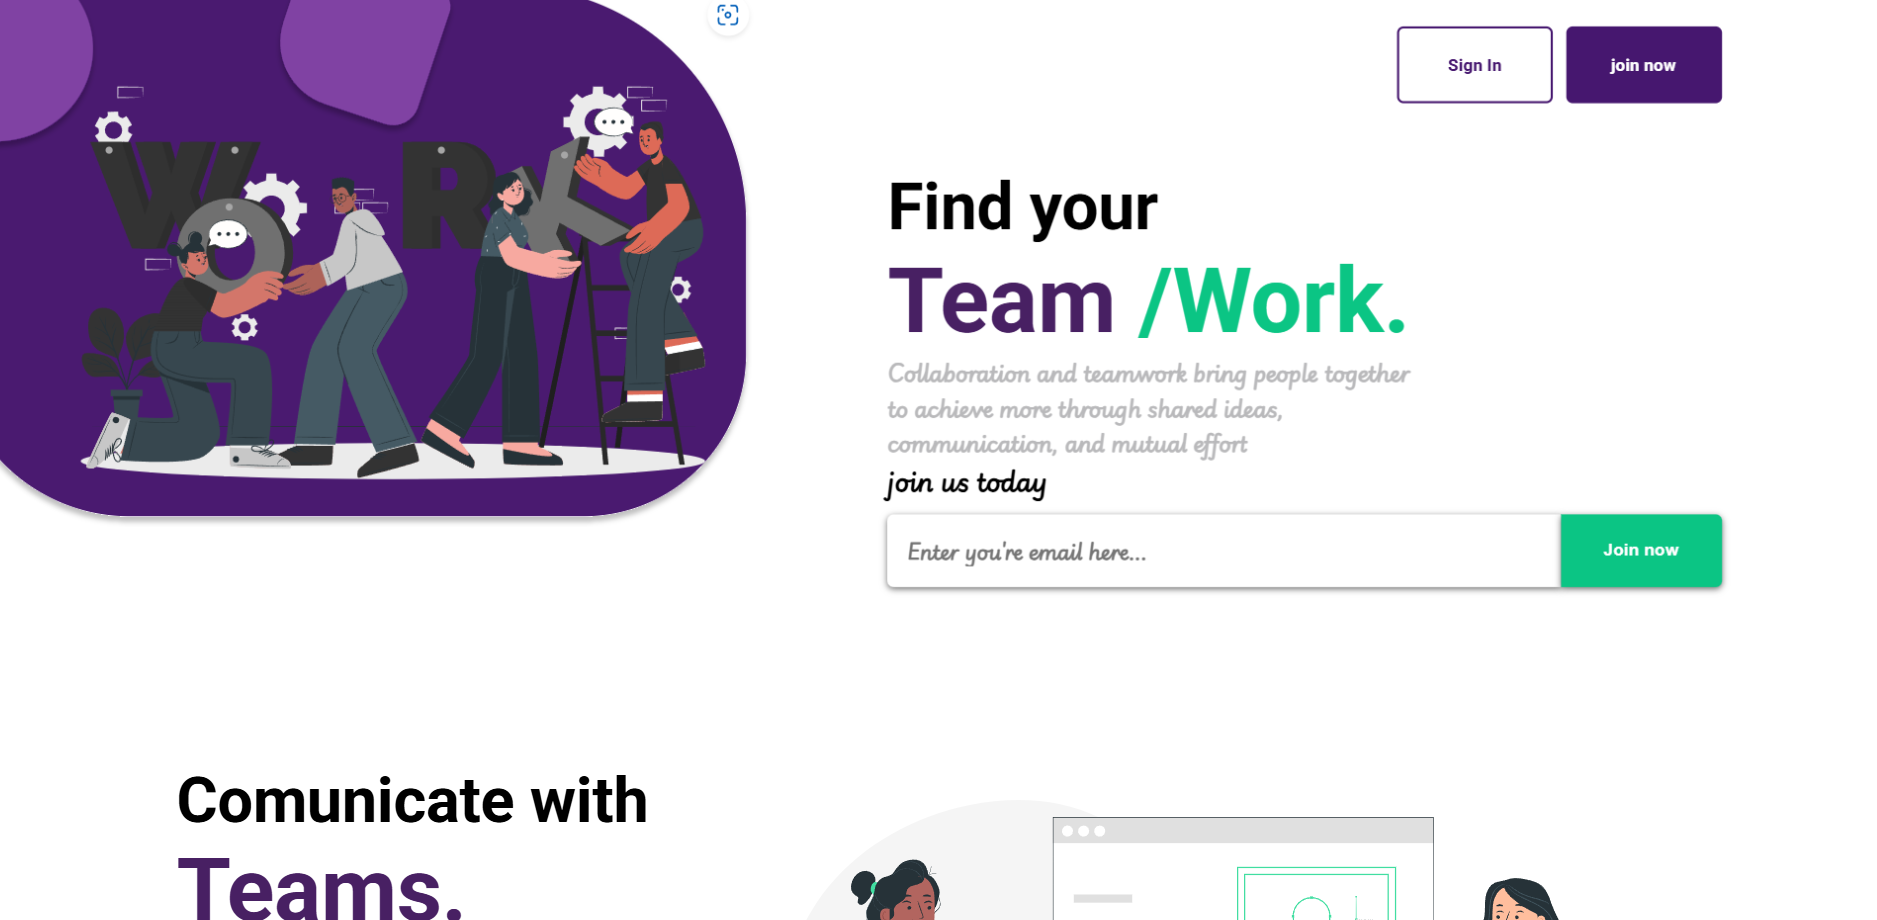 WORK
Sign In
join now
Find your
Team /Work.
Collaboration and teamwork bring people together
to achieve more through shared ideas,
communication, and mutual effort
join us today
Enter you're email here...
Join now
Comunicate with
Teams.